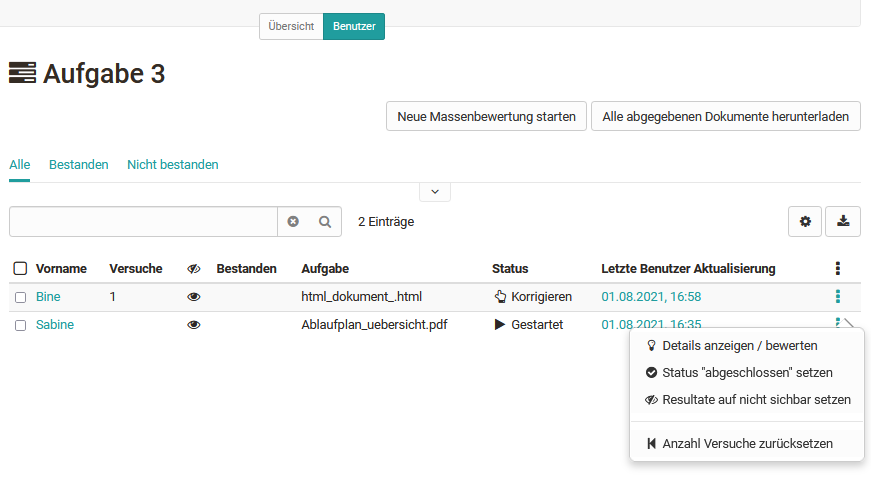 Übersicht Benutzer
Aufgabe 3
Neue Massenbewertung starten Alle abgegebenen Dokumente herunterladen
Alle Bestanden Nicht bestanden
2 Einträge
Vorname Versuche Bestanden Aufgabe Status Letzte Benutzer Aktualisierung
Bine 1 html_dokument_.html Korrigieren 01.08.2021, 16:58
Sabine Ablaufplan_uebersicht.pdf Gestartet 01.08.2021, 16:35
Details anzeigen / bewerten
Status "abgeschlossen" setzen
Resultate auf nicht sichbar setzen
Anzahl Versuche zurücksetzen